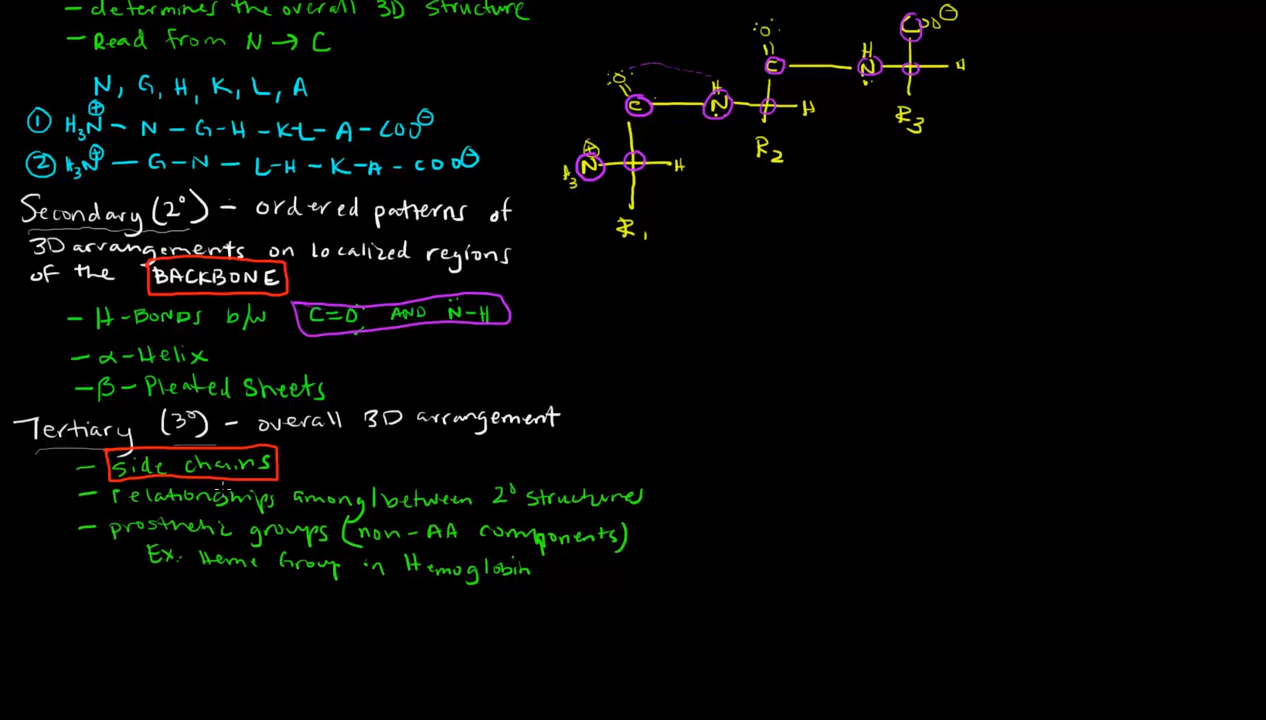 - determines the overall 3D structure
- Read from N → C
N, G, H, K, L, A
① H₃N⊕ - N - G-H - K-L - A - COO⊖
② H₃N⊕ - G-N - L-H - K-A - COO⊖
Secondary (2°) - ordered patterns of
3D arrangements on localized regions
of the BACKBONE
- H-BONDS b/w C=O AND N-H
- α-Helix
- β-Pleated Sheets
Tertiary (3°) - overall 3D arrangement
- side chains
- relationships among/between 2° structures
- prosthetic groups (non-AA components)
Ex. Heme Group in Hemoglobin
O C H N COO⊖
O C H N H
H R₃
C N H
R₂
H₃N⊕ H
R₁